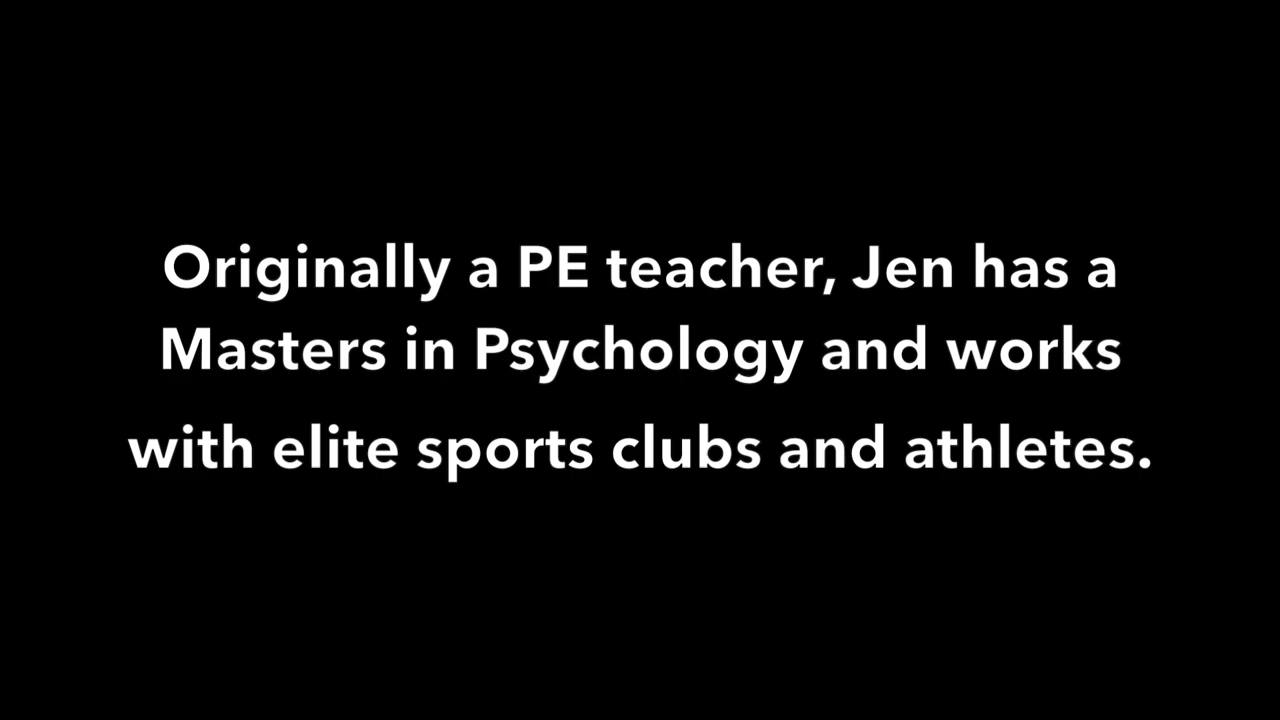 Originally a PE teacher, Jen has a
Masters in Psychology and works
with elite sports clubs and athletes.